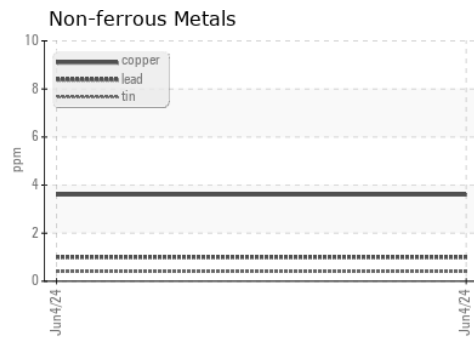 Non-ferrous Metals
10
8
6
4
2
0
ppm
copper
lead
tin
Jun4/24
Jun4/24